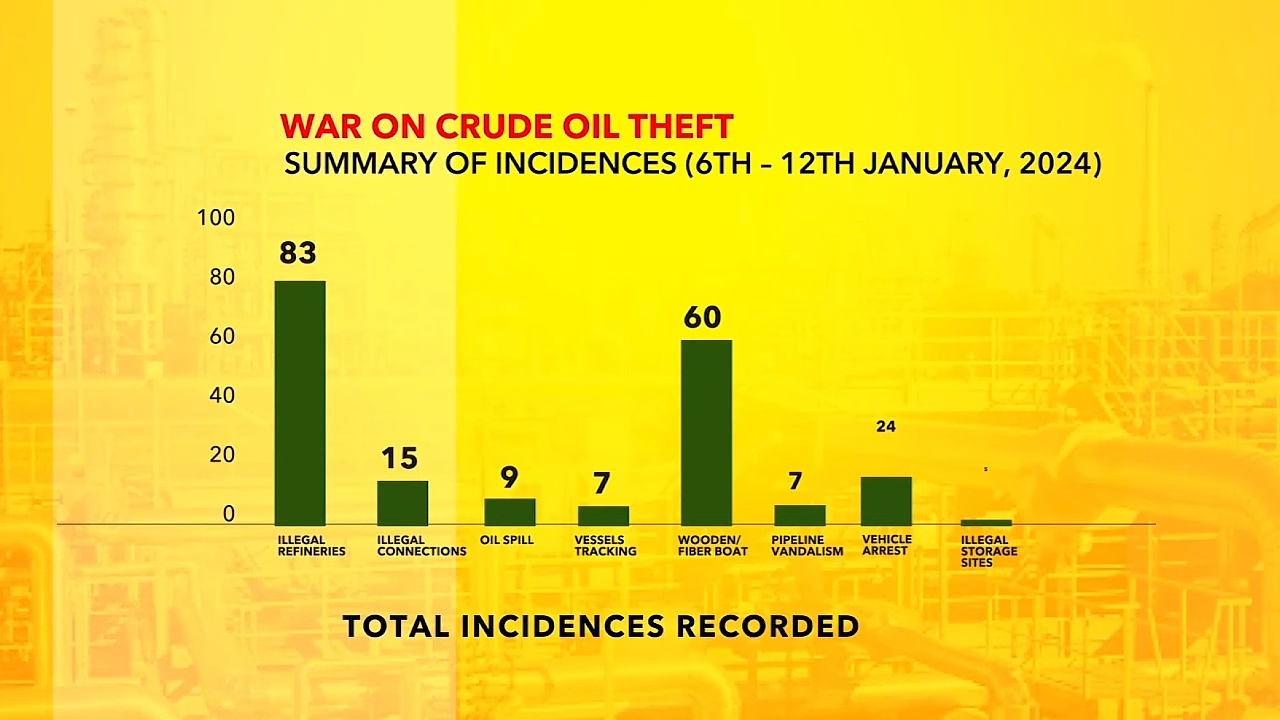 WAR ON CRUDE OIL THEFT
SUMMARY OF INCIDENCES (6TH – 12TH JANUARY, 2024)
100
80
60
40
20
0
83
15
9
7
60
7
24
ILLEGAL
REFINERIES
ILLEGAL
CONNECTIONS
OIL SPILL
VESSELS
TRACKING
WOODEN/
FIBER BOAT
PIPELINE
VANDALISM
VEHICLE
ARREST
ILLEGAL
STORAGE
SITES
TOTAL INCIDENCES RECORDED